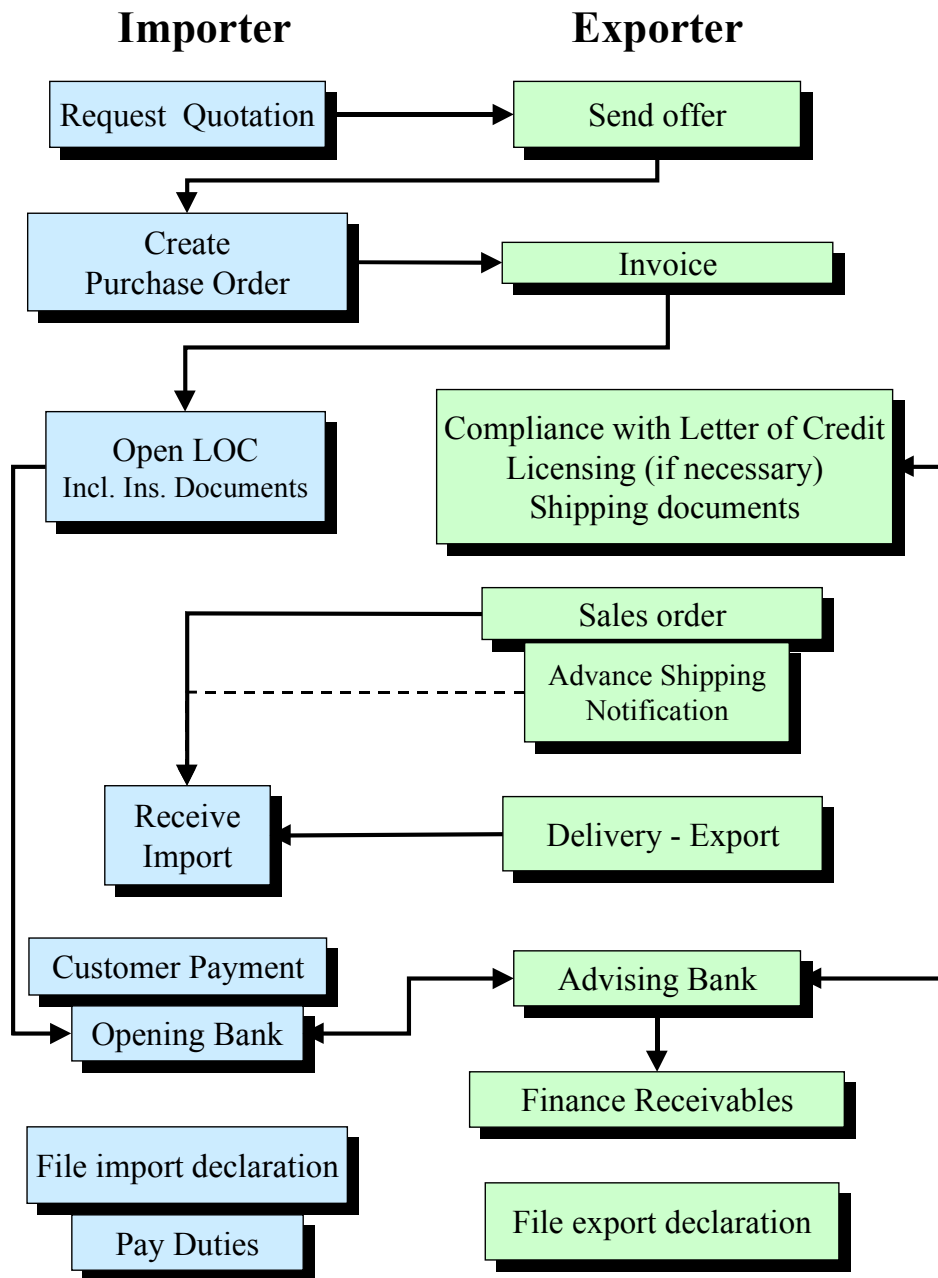 Importer
Exporter
Request Quotation
Send offer
Create
Purchase Order
Invoice
Open LOC
Incl. Ins. Documents
Compliance with Letter of Credit
Licensing (if necessary)
Shipping documents
Sales order
Advance Shipping
Notification
Receive
Import
Delivery - Export
Customer Payment
Opening Bank
Advising Bank
Finance Receivables
File import declaration
Pay Duties
File export declaration